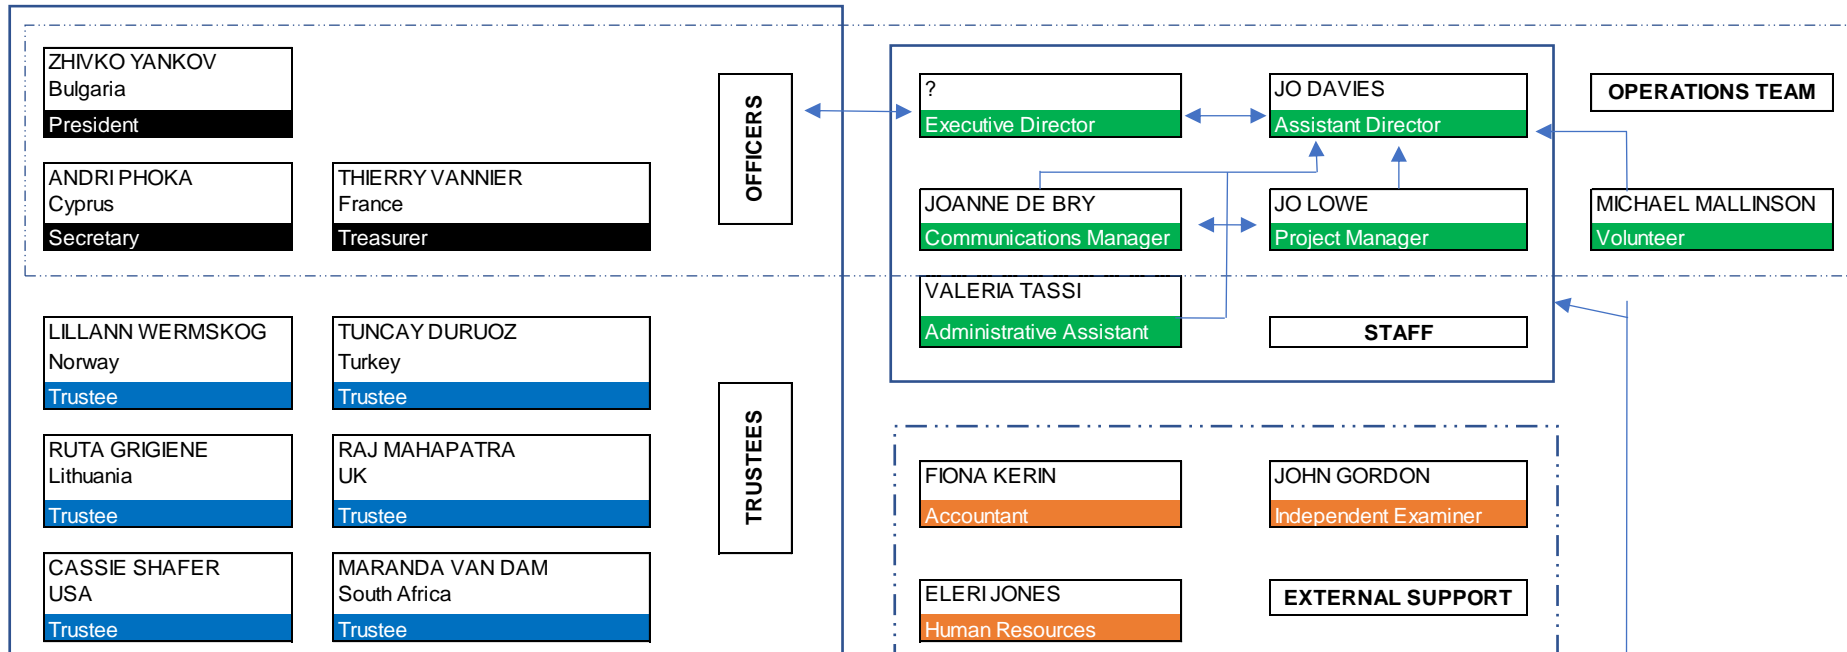 ZHIVKO YANKOV
Bulgaria
President
ANDRI PHOKA
Cyprus
Secretary
THIERRY VANNIER
France
Treasurer
OFFICERS
?
Executive Director
JO DAVIES
Assistant Director
OPERATIONS TEAM
JOANNE DE BRY
Communications Manager
JO LOWE
Project Manager
MICHAEL MALLINSON
Volunteer
VALERIA TASSI
Administrative Assistant
STAFF
LILLANN WERMSKOG
Norway
Trustee
TUNCAY DURUOZ
Turkey
Trustee
RUTA GRIGIENE
Lithuania
Trustee
RAJ MAHAPATRA
UK
Trustee
TRUSTEES
CASSIE SHAFER
USA
Trustee
MARANDA VAN DAM
South Africa
Trustee
FIONA KERIN
Accountant
JOHN GORDON
Independent Examiner
ELERI JONES
Human Resources
EXTERNAL SUPPORT